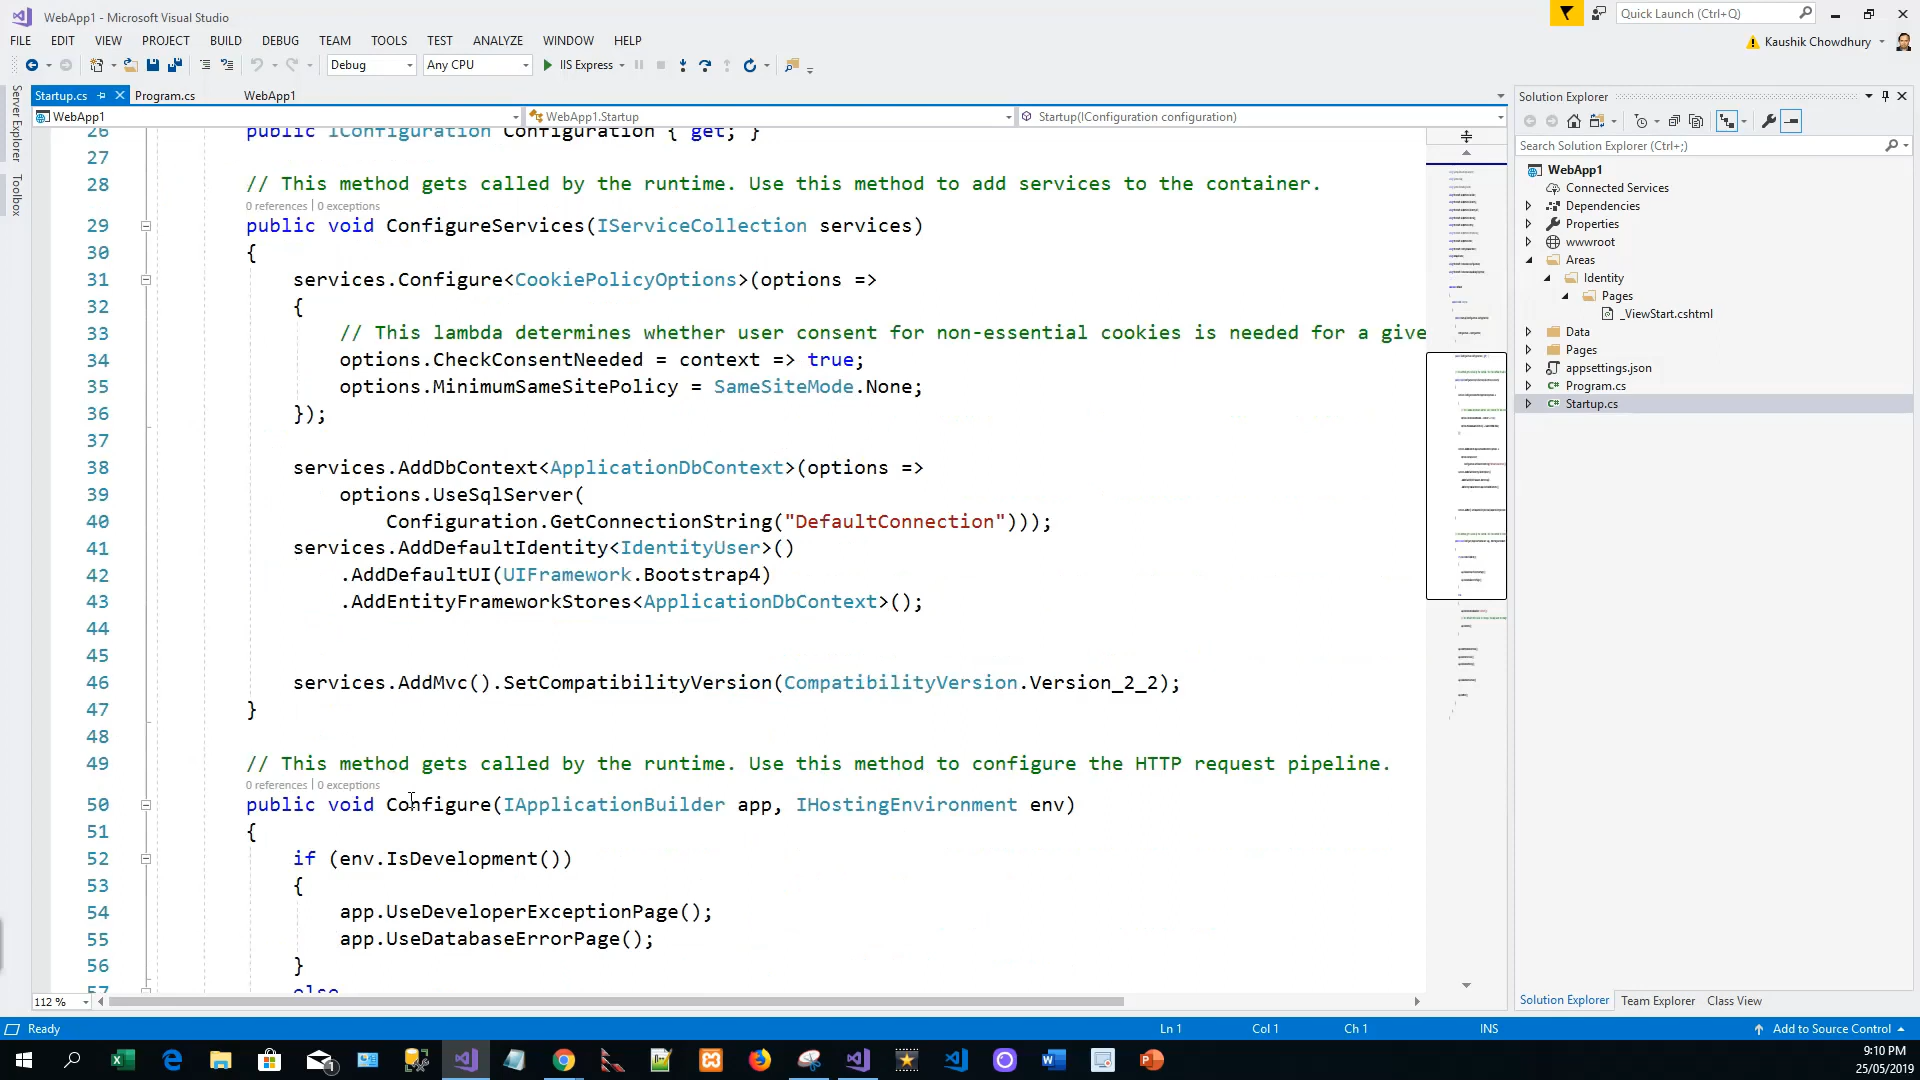 WebApp1 - Microsoft Visual Studio
Quick Launch (Ctrl+Q)
FILE EDIT VIEW PROJECT BUILD DEBUG TEAM TOOLS TEST ANALYZE WINDOW HELP
Kaushik Chowdhury
Debug Any CPU IIS Express
Server Explorer
Toolbox
Startup.cs Program.cs WebApp1
WebApp1 WebApp1.Startup Startup(IConfiguration configuration)
26 public IConfiguration Configuration { get; }
27
28 // This method gets called by the runtime. Use this method to add services to the container.
0 references | 0 exceptions
29 public void ConfigureServices(IServiceCollection services)
30 {
31 services.Configure<CookiePolicyOptions>(options =>
32 {
33 // This lambda determines whether user consent for non-essential cookies is needed for a give
34 options.CheckConsentNeeded = context => true;
35 options.MinimumSameSitePolicy = SameSiteMode.None;
36 });
37
38 services.AddDbContext<ApplicationDbContext>(options =>
39 options.UseSqlServer(
40 Configuration.GetConnectionString("DefaultConnection")));
41 services.AddDefaultIdentity<IdentityUser>()
42 .AddDefaultUI(UIFramework.Bootstrap4)
43 .AddEntityFrameworkStores<ApplicationDbContext>();
44
45
46 services.AddMvc().SetCompatibilityVersion(CompatibilityVersion.Version_2_2);
47 }
48
49 // This method gets called by the runtime. Use this method to configure the HTTP request pipeline.
0 references | 0 exceptions
50 public void Configure(IApplicationBuilder app, IHostingEnvironment env)
51 {
52 if (env.IsDevelopment())
53 {
54 app.UseDeveloperExceptionPage();
55 app.UseDatabaseErrorPage();
56 }
57 else
112 %
Solution Explorer
Search Solution Explorer (Ctrl+;)
WebApp1
Connected Services
Dependencies
Properties
wwwroot
Areas
Identity
Pages
_ViewStart.cshtml
Data
Pages
appsettings.json
Program.cs
Startup.cs
Solution Explorer Team Explorer Class View
Ready Ln 1 Col 1 Ch 1 INS Add to Source Control
9:10 PM
25/05/2019